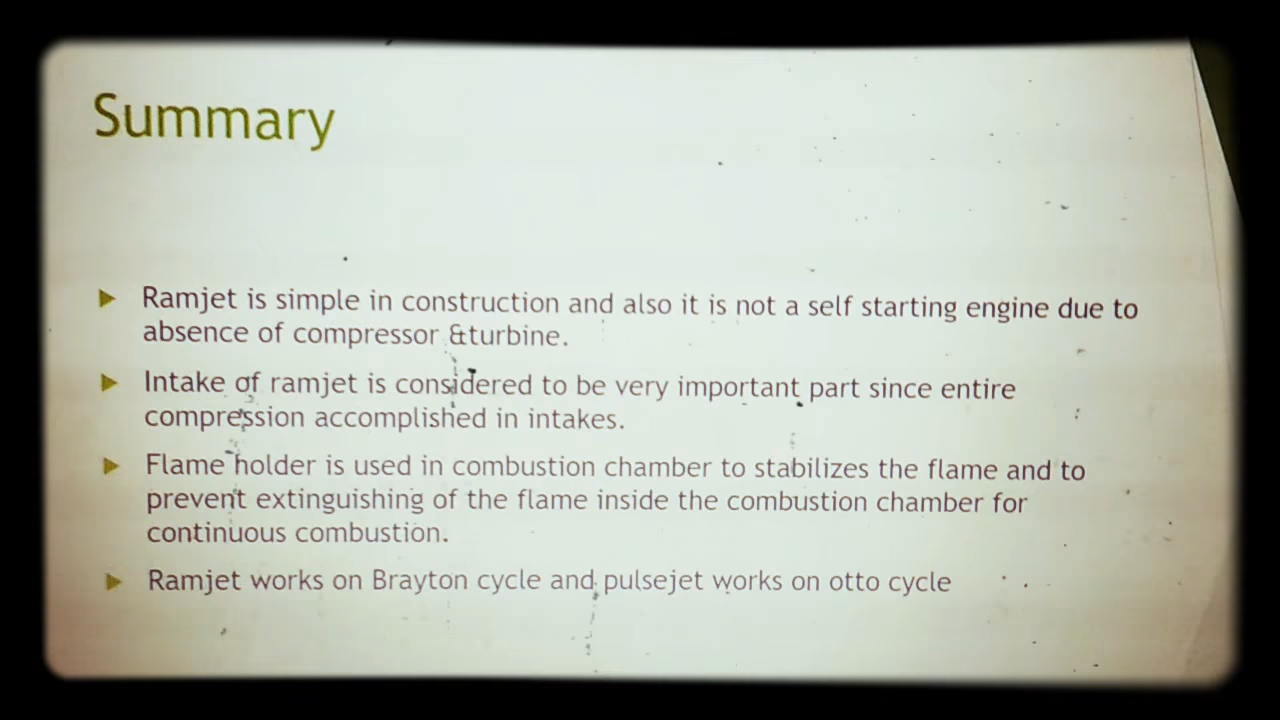 Summary
Ramjet is simple in construction and also it is not a self starting engine due to
absence of compressor &turbine.
Intake of ramjet is considered to be very important part since entire
compression accomplished in intakes.
Flame holder is used in combustion chamber to stabilizes the flame and to
prevent extinguishing of the flame inside the combustion chamber for
continuous combustion.
Ramjet works on Brayton cycle and pulsejet works on otto cycle